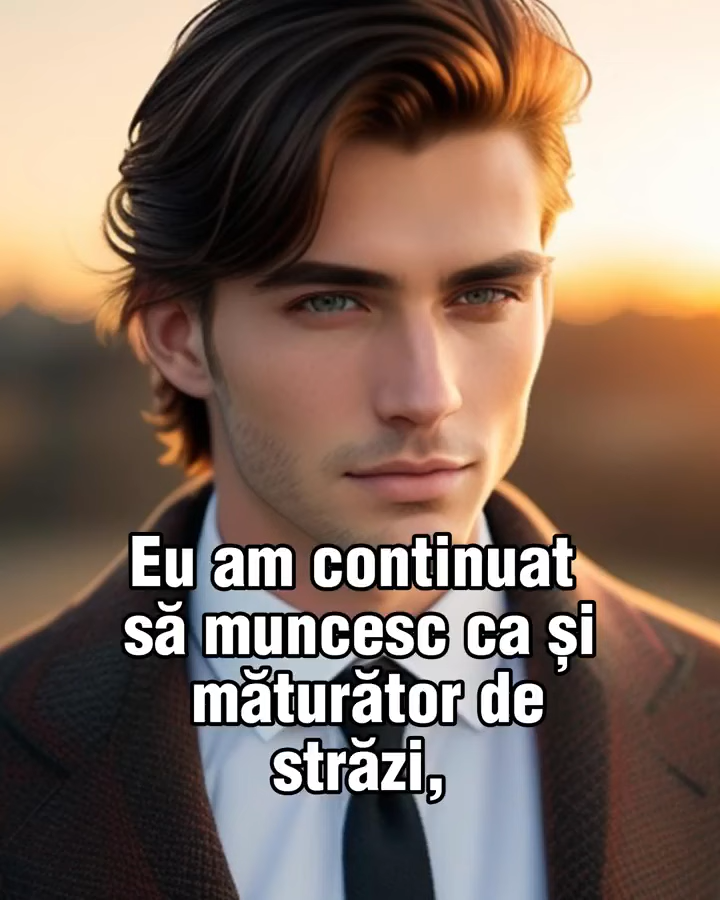 Eu am continuat
să muncesc ca și
măturător de
străzi,